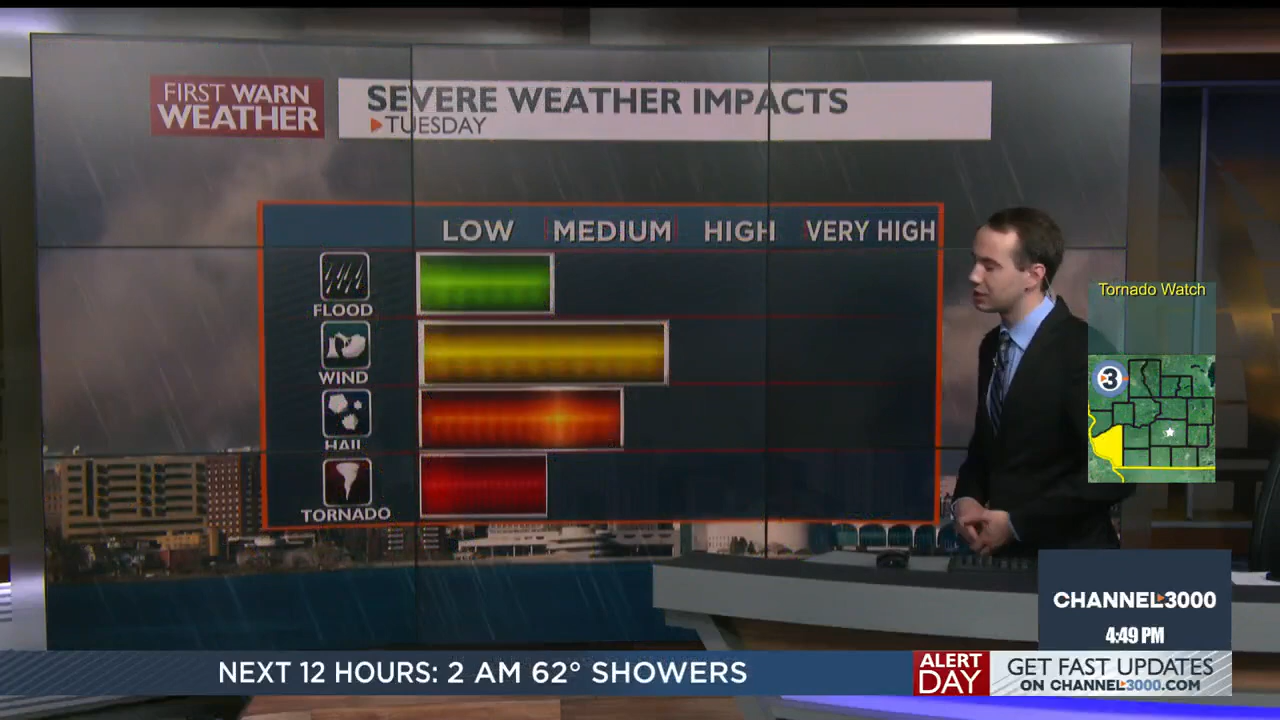 FIRST WARN
WEATHER
SEVERE WEATHER IMPACTS
TUESDAY
LOW MEDIUM HIGH VERY HIGH
FLOOD
WIND
HAIL
TORNADO
Tornado Watch
3
CHANNEL3000
4:49 PM
NEXT 12 HOURS: 2 AM 62° SHOWERS
ALERT
DAY
GET FAST UPDATES
ON CHANNEL3000.COM